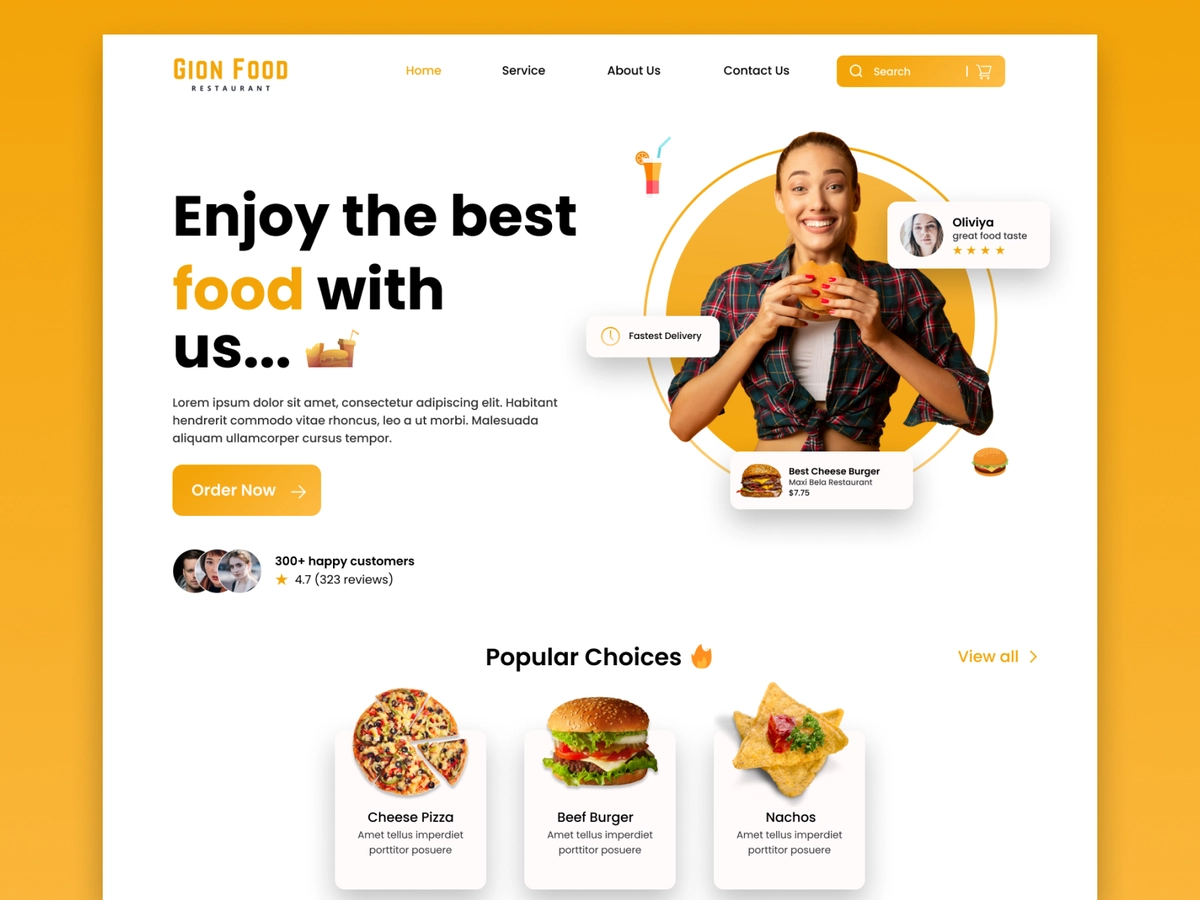 GION FOOD
RESTAURANT
Home
Service
About Us
Contact Us
Search
Enjoy the best
food with
us...
Lorem ipsum dolor sit amet, consectetur adipiscing elit. Habitant
hendrerit commodo vitae rhoncus, leo a ut morbi. Malesuada
aliquam ullamcorper cursus tempor.
Order Now
300+ happy customers
4.7 (323 reviews)
Oliviya
great food taste
Fastest Delivery
Best Cheese Burger
Maxi Bela Restaurant
$7.75
Popular Choices
View all
Cheese Pizza
Amet tellus imperdiet
porttitor posuere
Beef Burger
Amet tellus imperdiet
porttitor posuere
Nachos
Amet tellus imperdiet
porttitor posuere